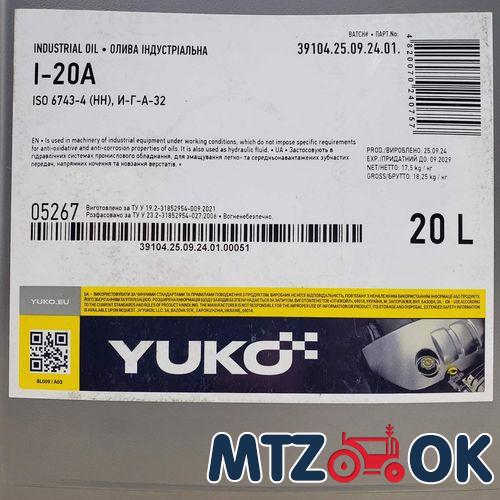 BATCH# • ПАРТ.No:
INDUSTRIAL OIL • ОЛИВА ІНДУСТРІАЛЬНА
39104.25.09.24.01.
I-20A
ISO 6743-4 (HH), И-Г-А-32
4820070240757
EN • Is used in machinery of industrial equipment under working conditions, which do not impose specific requirements
for anti-oxidative and anti-corrosion properties of oils. It is also used as hydraulic fluid. • UA • Застосовують в
гідравлічних системах промислового обладнання, для змащування легко- та середньонавантажених зубчастих
передач, напрямних кочення та ковзання верстатів.
PROD./ВИРОБЛЕНО. 25.09.24
EXP./ПРИДАТНИЙ ДО. 09.2029
NET/НЕТТО: 17,5 kg / кг
GROSS/БРУТТО: 18,25 kg / кг
05267
Виготовлено за ТУ У 19.2-31852954-009:2021
Розфасовано за ТУ У 23.2-31852954-027:2006 • Вогненебезпечно.
39104.25.09.24.01.00051
20 L
YUKO.EU
BL009 / A03
YUKO
MTZ OK